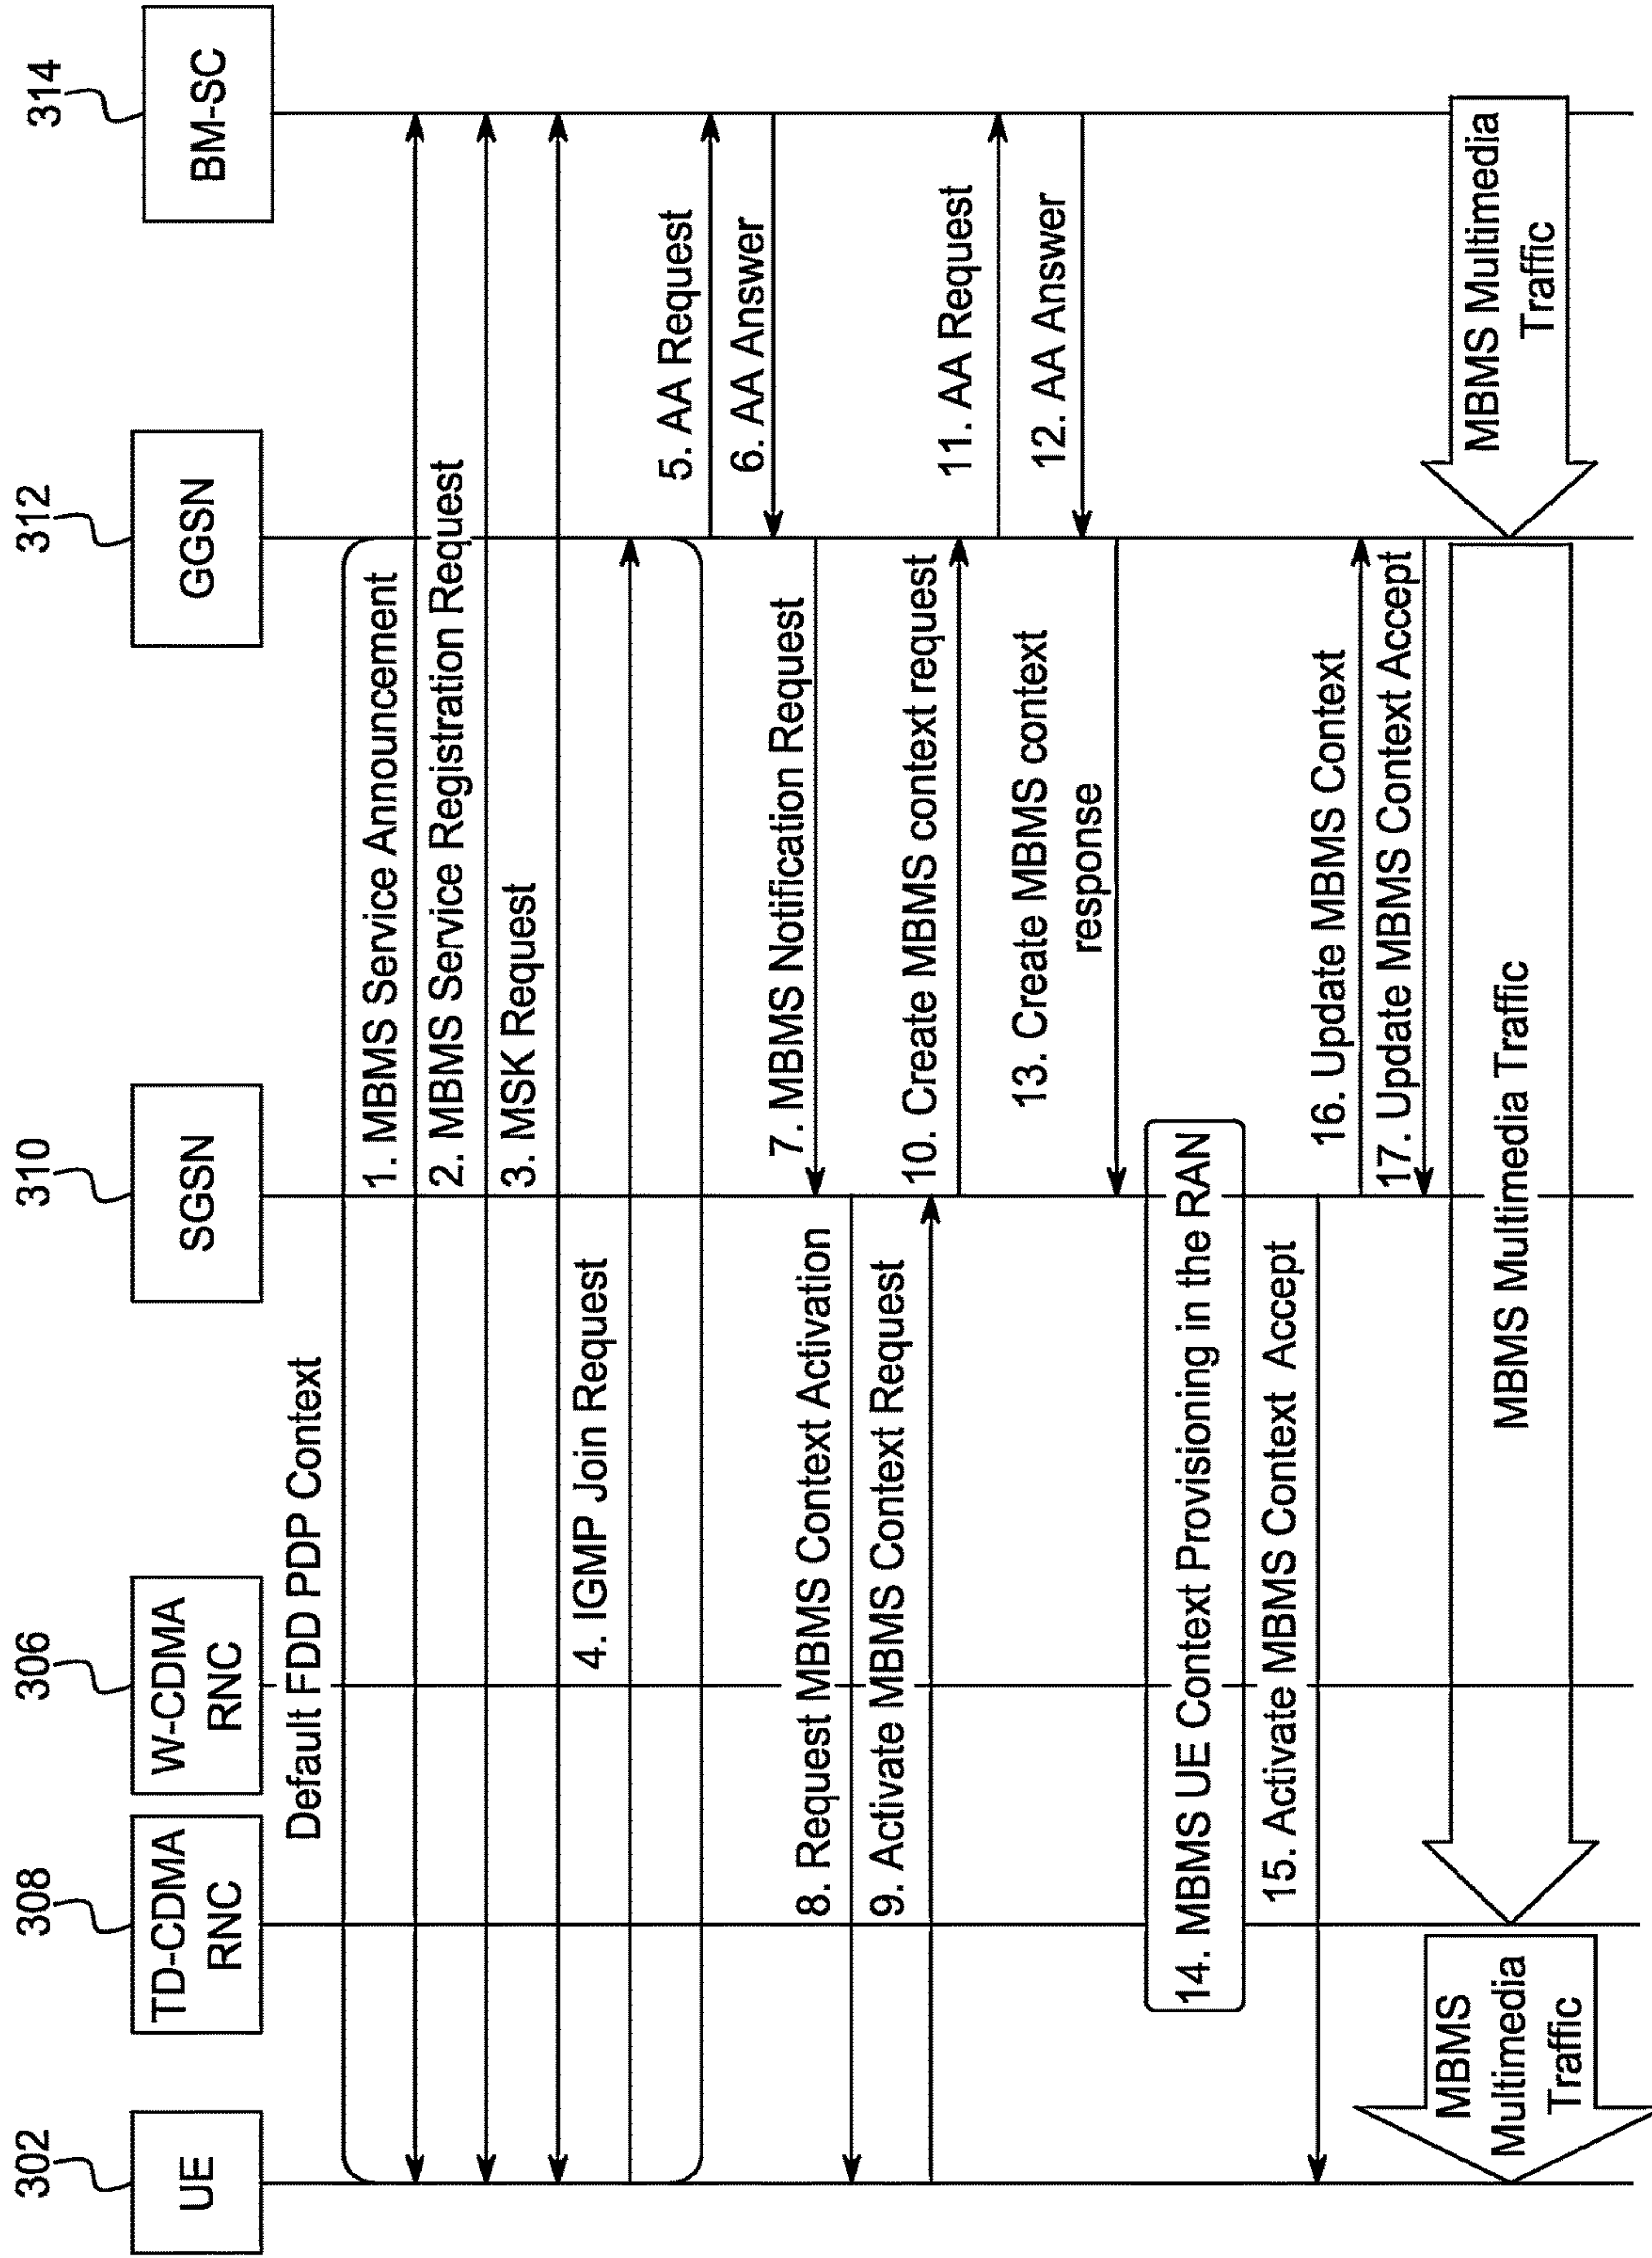 302
308
306
310
312
314
UE
TD-CDMA
RNC
W-CDMA
RNC
SGSN
GGSN
BM-SC
Default FDD PDP Context
1. MBMS Service Announcement
2. MBMS Service Registration Request
3. MSK Request
4. IGMP Join Request
5. AA Request
6. AA Answer
7. MBMS Notification Request
8. Request MBMS Context Activation
9. Activate MBMS Context Request
10. Create MBMS context request
11. AA Request
12. AA Answer
13. Create MBMS context
response
14. MBMS UE Context Provisioning in the RAN
15. Activate MBMS Context Accept
16. Update MBMS Context
17. Update MBMS Context Accept
MBMS
Multimedia
Traffic
MBMS Multimedia Traffic
MBMS Multimedia
Traffic